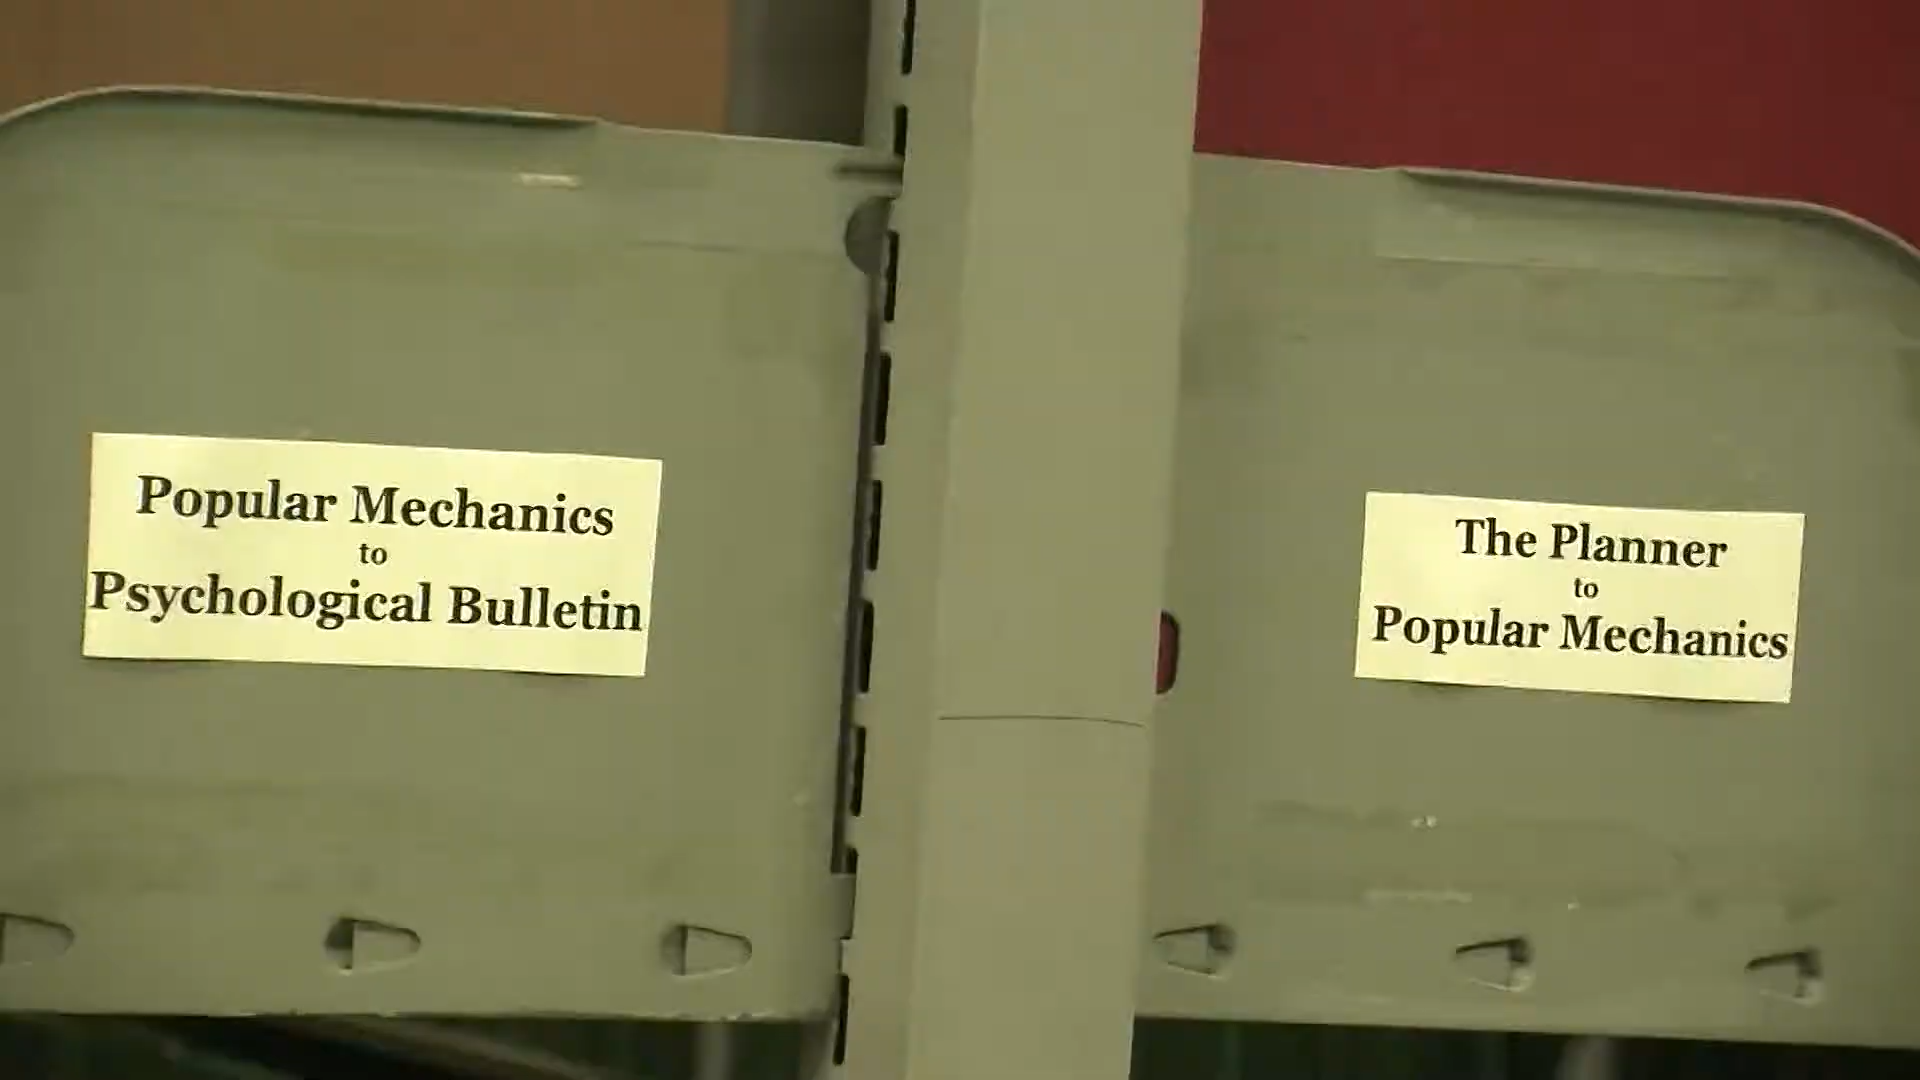 Popular Mechanics
to
Psychological Bulletin
The Planner
to
Popular Mechanics